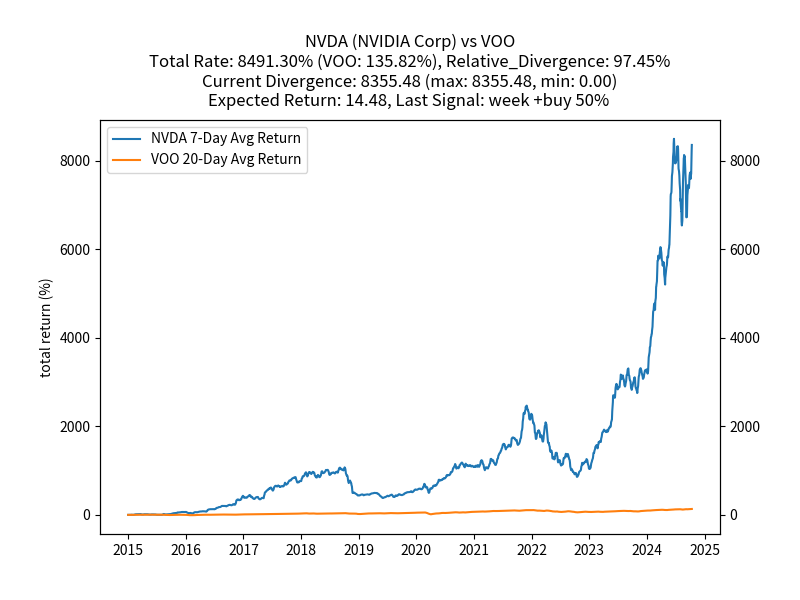 NVDA (NVIDIA Corp) vs VOO
Total Rate: 8491.30% (VOO: 135.82%), Relative_Divergence: 97.45%
Current Divergence: 8355.48 (max: 8355.48, min: 0.00)
Expected Return: 14.48, Last Signal: week +buy 50%
NVDA 7-Day Avg Return
VOO 20-Day Avg Return
total return (%)
8000
6000
4000
2000
0
8000
6000
4000
2000
0
2015 2016 2017 2018 2019 2020 2021 2022 2023 2024 2025